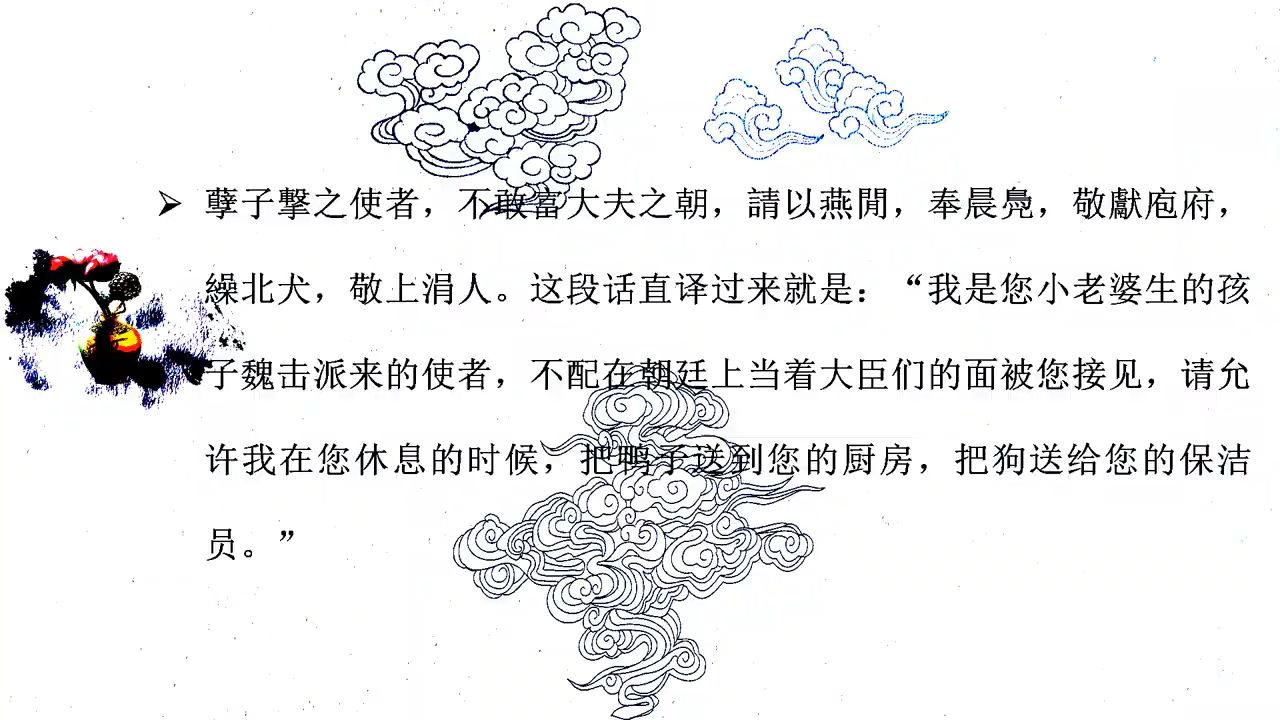 ➢ 孽子擊之使者，不敢當大夫之朝，請以燕閒，奉晨鳧，敬獻庖府，
緤北犬，敬上涓人。这段话直译过来就是：“我是您小老婆生的孩
子魏击派来的使者，不配在朝廷上当着大臣们的面被您接见，请允
许我在您休息的时候，把鸭子送到您的厨房，把狗送给您的保洁
员。”